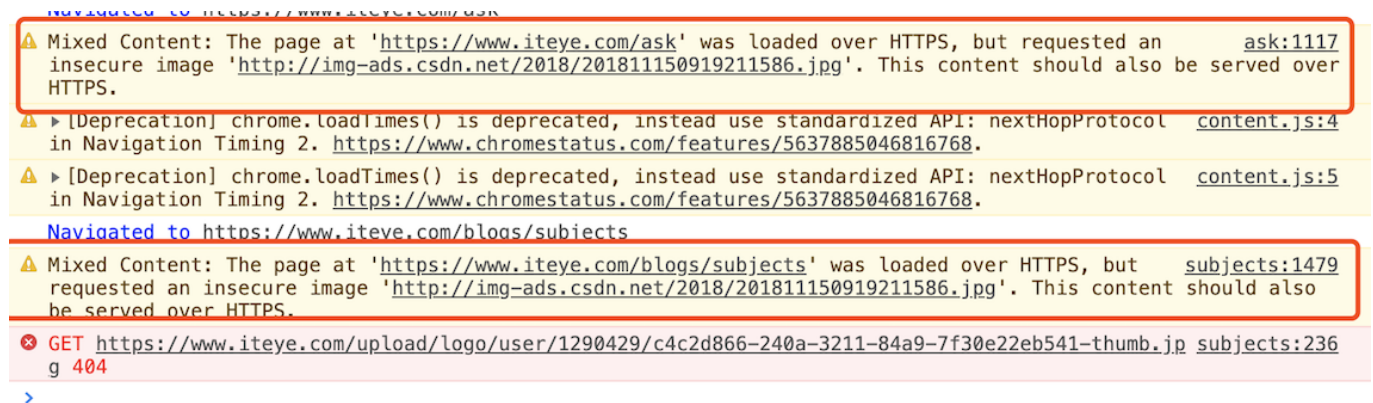 Navigated to https://www.iteye.com/ask
Mixed Content: The page at 'https://www.iteye.com/ask' was loaded over HTTPS, but requested an ask:1117
insecure image 'http://img-ads.csdn.net/2018/201811150919211586.jpg'. This content should also be served over
HTTPS.
[Deprecation] chrome.loadTimes() is deprecated, instead use standardized API: nextHopProtocol content.js:4
in Navigation Timing 2. https://www.chromestatus.com/features/5637885046816768.
[Deprecation] chrome.loadTimes() is deprecated, instead use standardized API: nextHopProtocol content.js:5
in Navigation Timing 2. https://www.chromestatus.com/features/5637885046816768.
Navigated to https://www.iteye.com/blogs/subjects
Mixed Content: The page at 'https://www.iteye.com/blogs/subjects' was loaded over HTTPS, but subjects:1479
requested an insecure image 'http://img-ads.csdn.net/2018/201811150919211586.jpg'. This content should also
be served over HTTPS.
GET https://www.iteye.com/upload/logo/user/1290429/c4c2d866-240a-3211-84a9-7f30e22eb541-thumb.jp subjects:236
g 404